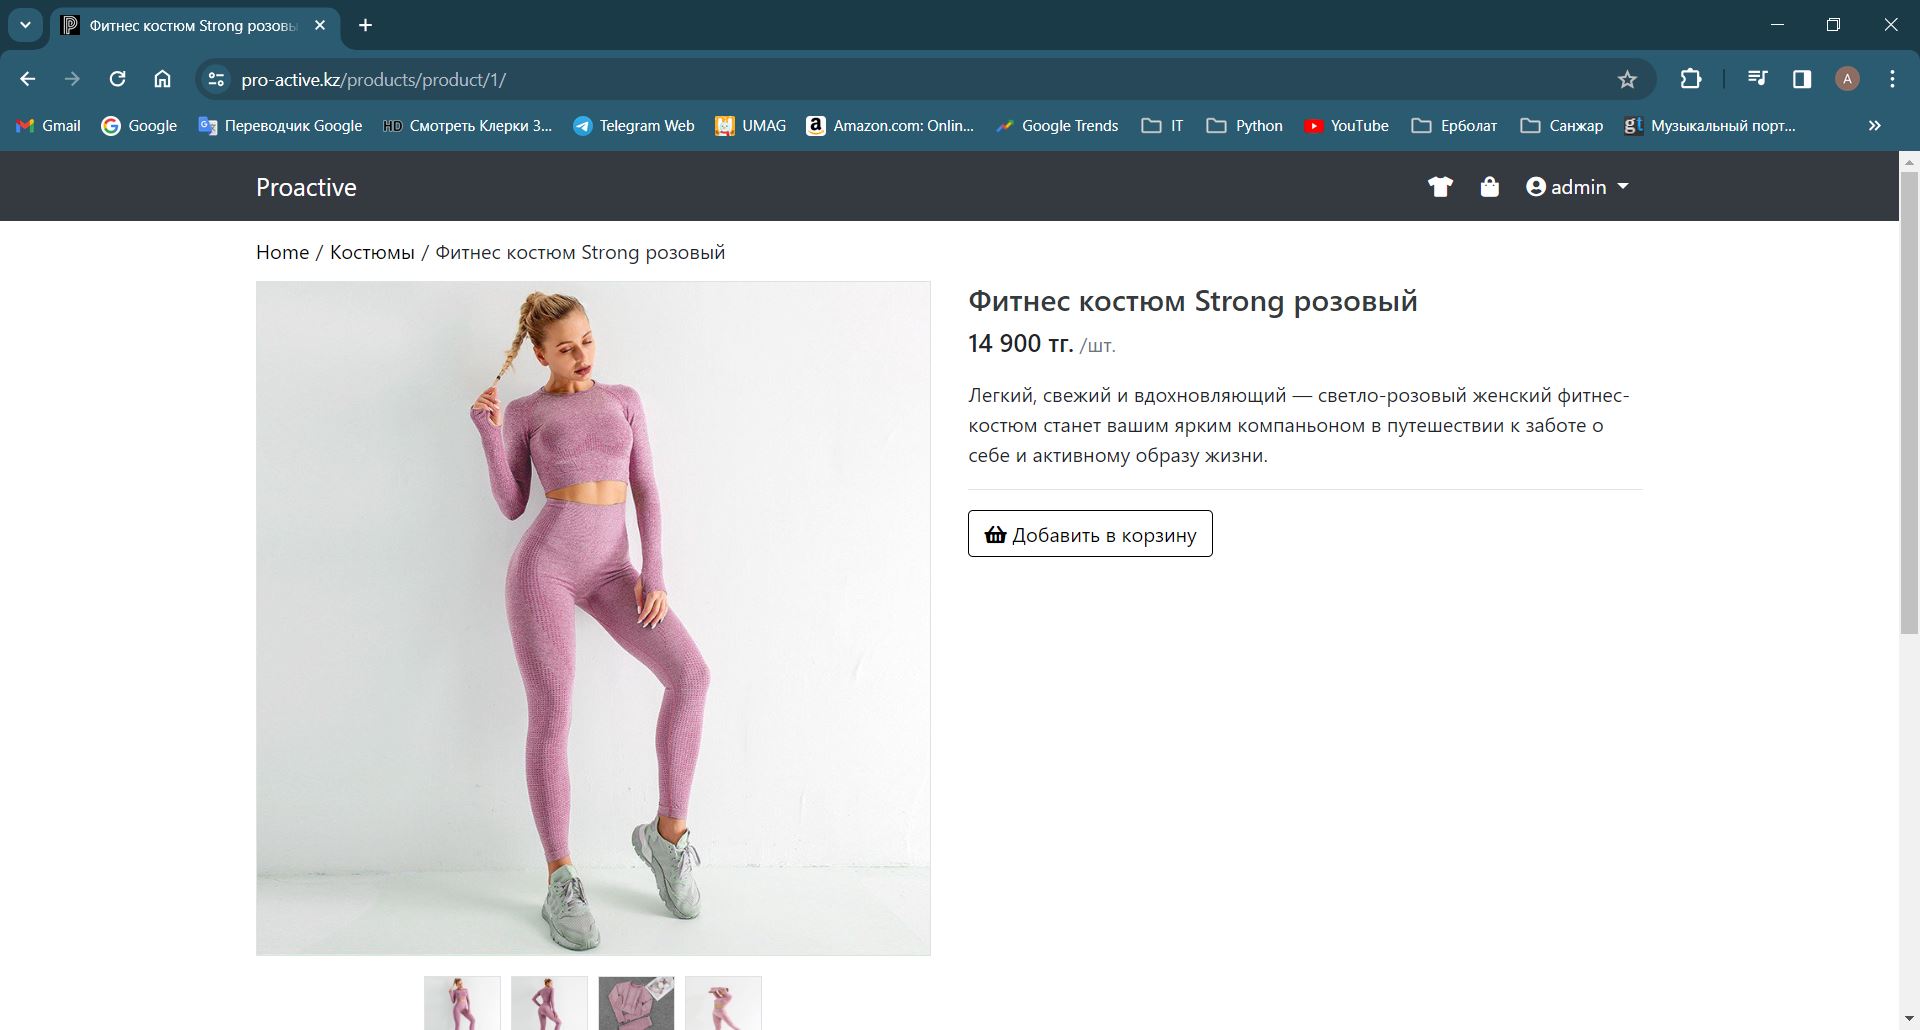 Фитнес костюм Strong розовы
pro-active.kz/products/product/1/
A
Gmail
Google
Переводчик Google
HD Смотреть Клерки 3...
Telegram Web
UMAG
Amazon.com: Onlin...
Google Trends
IT
Python
YouTube
Ерболат
Санжар
gt Музыкальный порт...
Proactive
admin
Home / Костюмы / Фитнес костюм Strong розовый
Фитнес костюм Strong розовый
14 900 тг. /шт.
Легкий, свежий и вдохновляющий — светло-розовый женский фитнес-
костюм станет вашим ярким компаньоном в путешествии к заботе о
себе и активному образу жизни.
Добавить в корзину